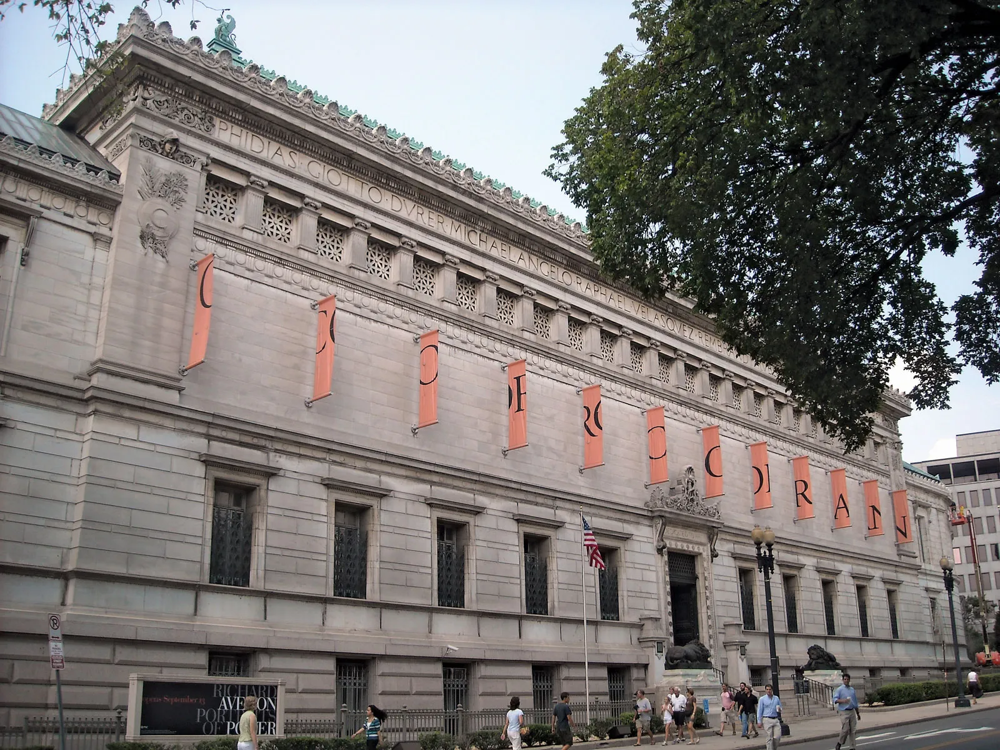 PHIDIAS · GIOTTO · DVRER · MICHAELANGELO · RAPHAEL · VELASQVEZ · REMB
C
CORCORAN
RICHARD
opens September 13
AVEDON
PORTRAITS
OF POWER